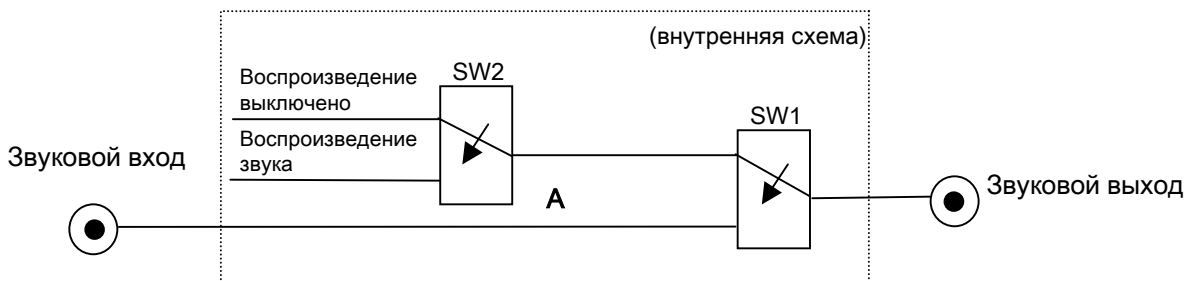 (внутренняя схема)
SW2
Воспроизведение
выключено
SW1
Воспроизведение
звука
Звуковой вход
A
Звуковой выход